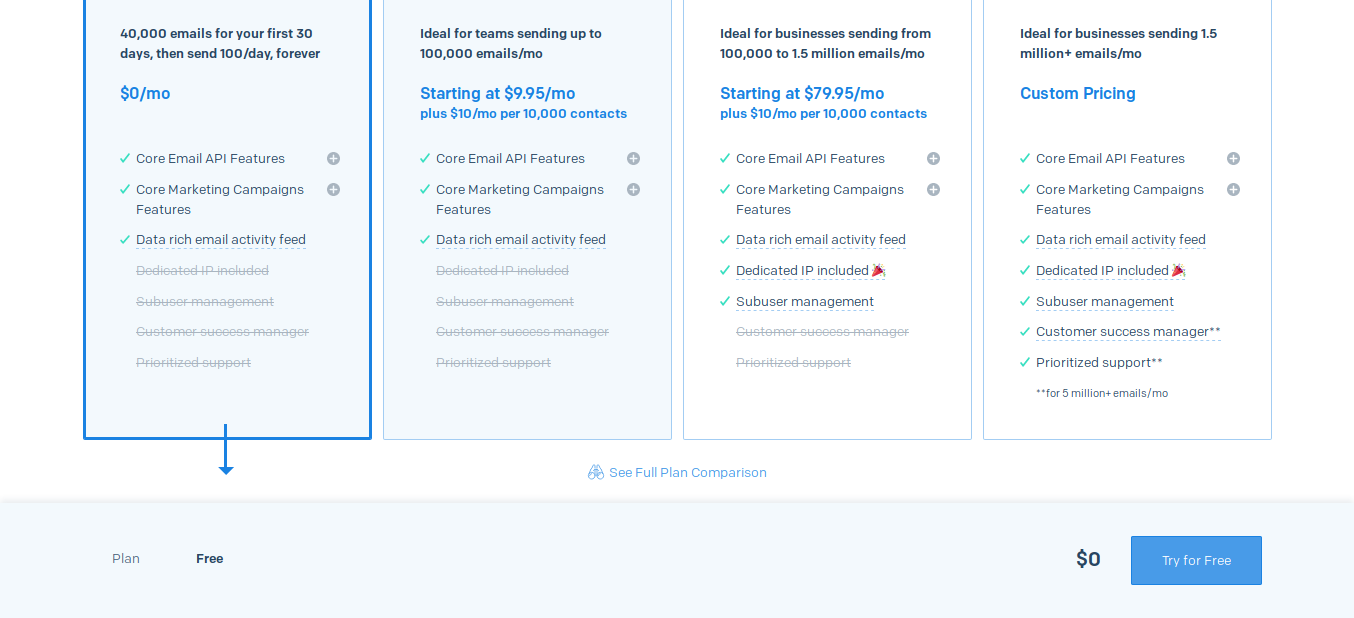 40,000 emails for your first 30
days, then send 100/day, forever
$0/mo
Core Email API Features
Core Marketing Campaigns
Features
Data rich email activity feed
Dedicated IP included
Subuser management
Customer success manager
Prioritized support
Ideal for teams sending up to
100,000 emails/mo
Starting at $9.95/mo
plus $10/mo per 10,000 contacts
Core Email API Features
Core Marketing Campaigns
Features
Data rich email activity feed
Dedicated IP included
Subuser management
Customer success manager
Prioritized support
Ideal for businesses sending from
100,000 to 1.5 million emails/mo
Starting at $79.95/mo
plus $10/mo per 10,000 contacts
Core Email API Features
Core Marketing Campaigns
Features
Data rich email activity feed
Dedicated IP included 🎉
Subuser management
Customer success manager
Prioritized support
Ideal for businesses sending 1.5
million+ emails/mo
Custom Pricing
Core Email API Features
Core Marketing Campaigns
Features
Data rich email activity feed
Dedicated IP included 🎉
Subuser management
Customer success manager**
Prioritized support**
**for 5 million+ emails/mo
See Full Plan Comparison
Plan Free $0 Try for Free